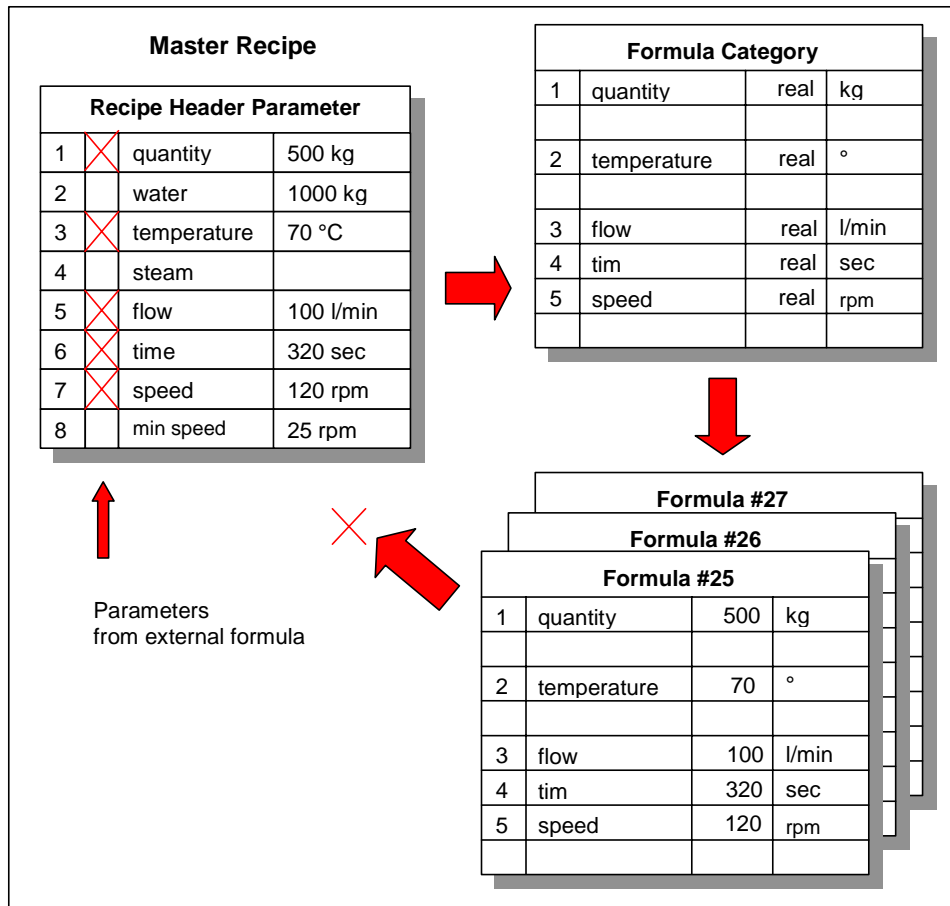 Master Recipe
Recipe Header Parameter
1 quantity 500 kg
2 water 1000 kg
3 temperature 70 °C
4 steam
5 flow 100 l/min
6 time 320 sec
7 speed 120 rpm
8 min speed 25 rpm
Parameters
from external formula
Formula Category
1 quantity real kg
2 temperature real °
3 flow real l/min
4 tim real sec
5 speed real rpm
Formula #27
Formula #26
Formula #25
1 quantity 500 kg
2 temperature 70 °
3 flow 100 l/min
4 tim 320 sec
5 speed 120 rpm